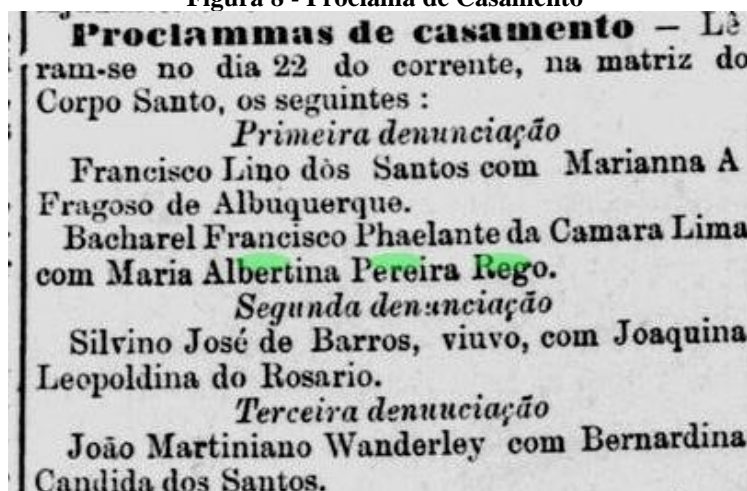 Figura 8 - Proclama de Casamento
Proclammas de casamento — Lê
ram-se no dia 22 do corrente, na matriz do
Corpo Santo, os seguintes :
Primeira denunciação
Francisco Lino dos Santos com Marianna A
Fragoso de Albuquerque.
Bacharel Francisco Phaelante da Camara Lima
com Maria Albertina Pereira Rego.
Segunda denunciação
Silvino José de Barros, viuvo, com Joaquina
Leopoldina do Rosario.
Terceira denuuciação
João Martiniano Wanderley com Bernardina
Candida dos Santos.